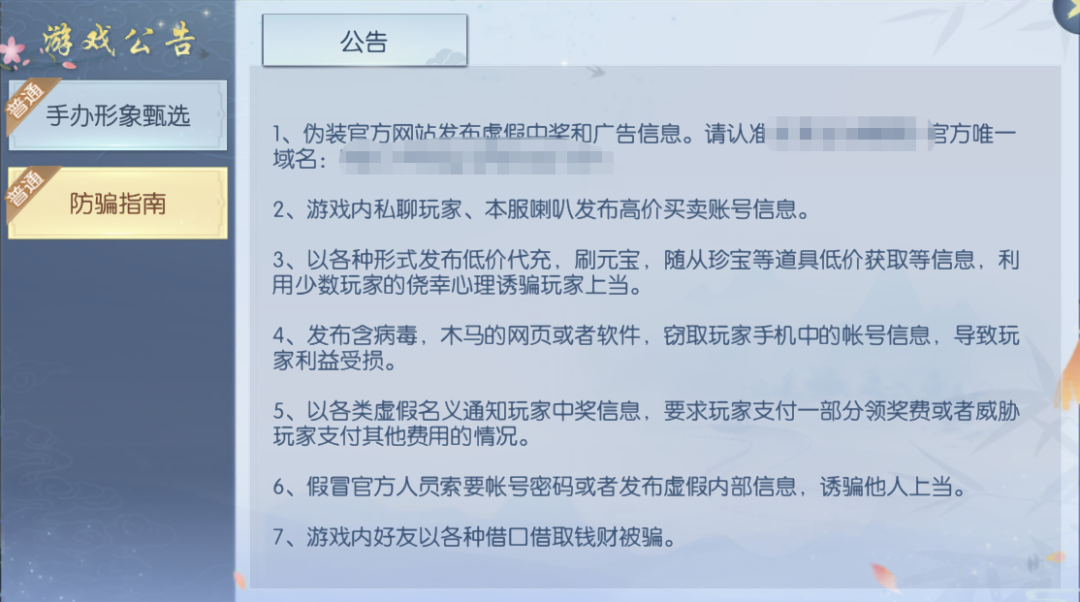 游戏公告
公告
普通
手办形象甄选
普通
防骗指南
1、伪装官方网站发布虚假中奖和广告信息。请认准 官方唯一
域名：
2、游戏内私聊玩家、本服喇叭发布高价买卖账号信息。
3、以各种形式发布低价代充，刷元宝，随从珍宝等道具低价获取等信息，利
用少数玩家的侥幸心理诱骗玩家上当。
4、发布含病毒，木马的网页或者软件，窃取玩家手机中的帐号信息，导致玩
家利益受损。
5、以各类虚假名义通知玩家中奖信息，要求玩家支付一部分领奖费或者威胁
玩家支付其他费用的情况。
6、假冒官方人员索要帐号密码或者发布虚假内部信息，诱骗他人上当。
7、游戏内好友以各种借口借取钱财被骗。